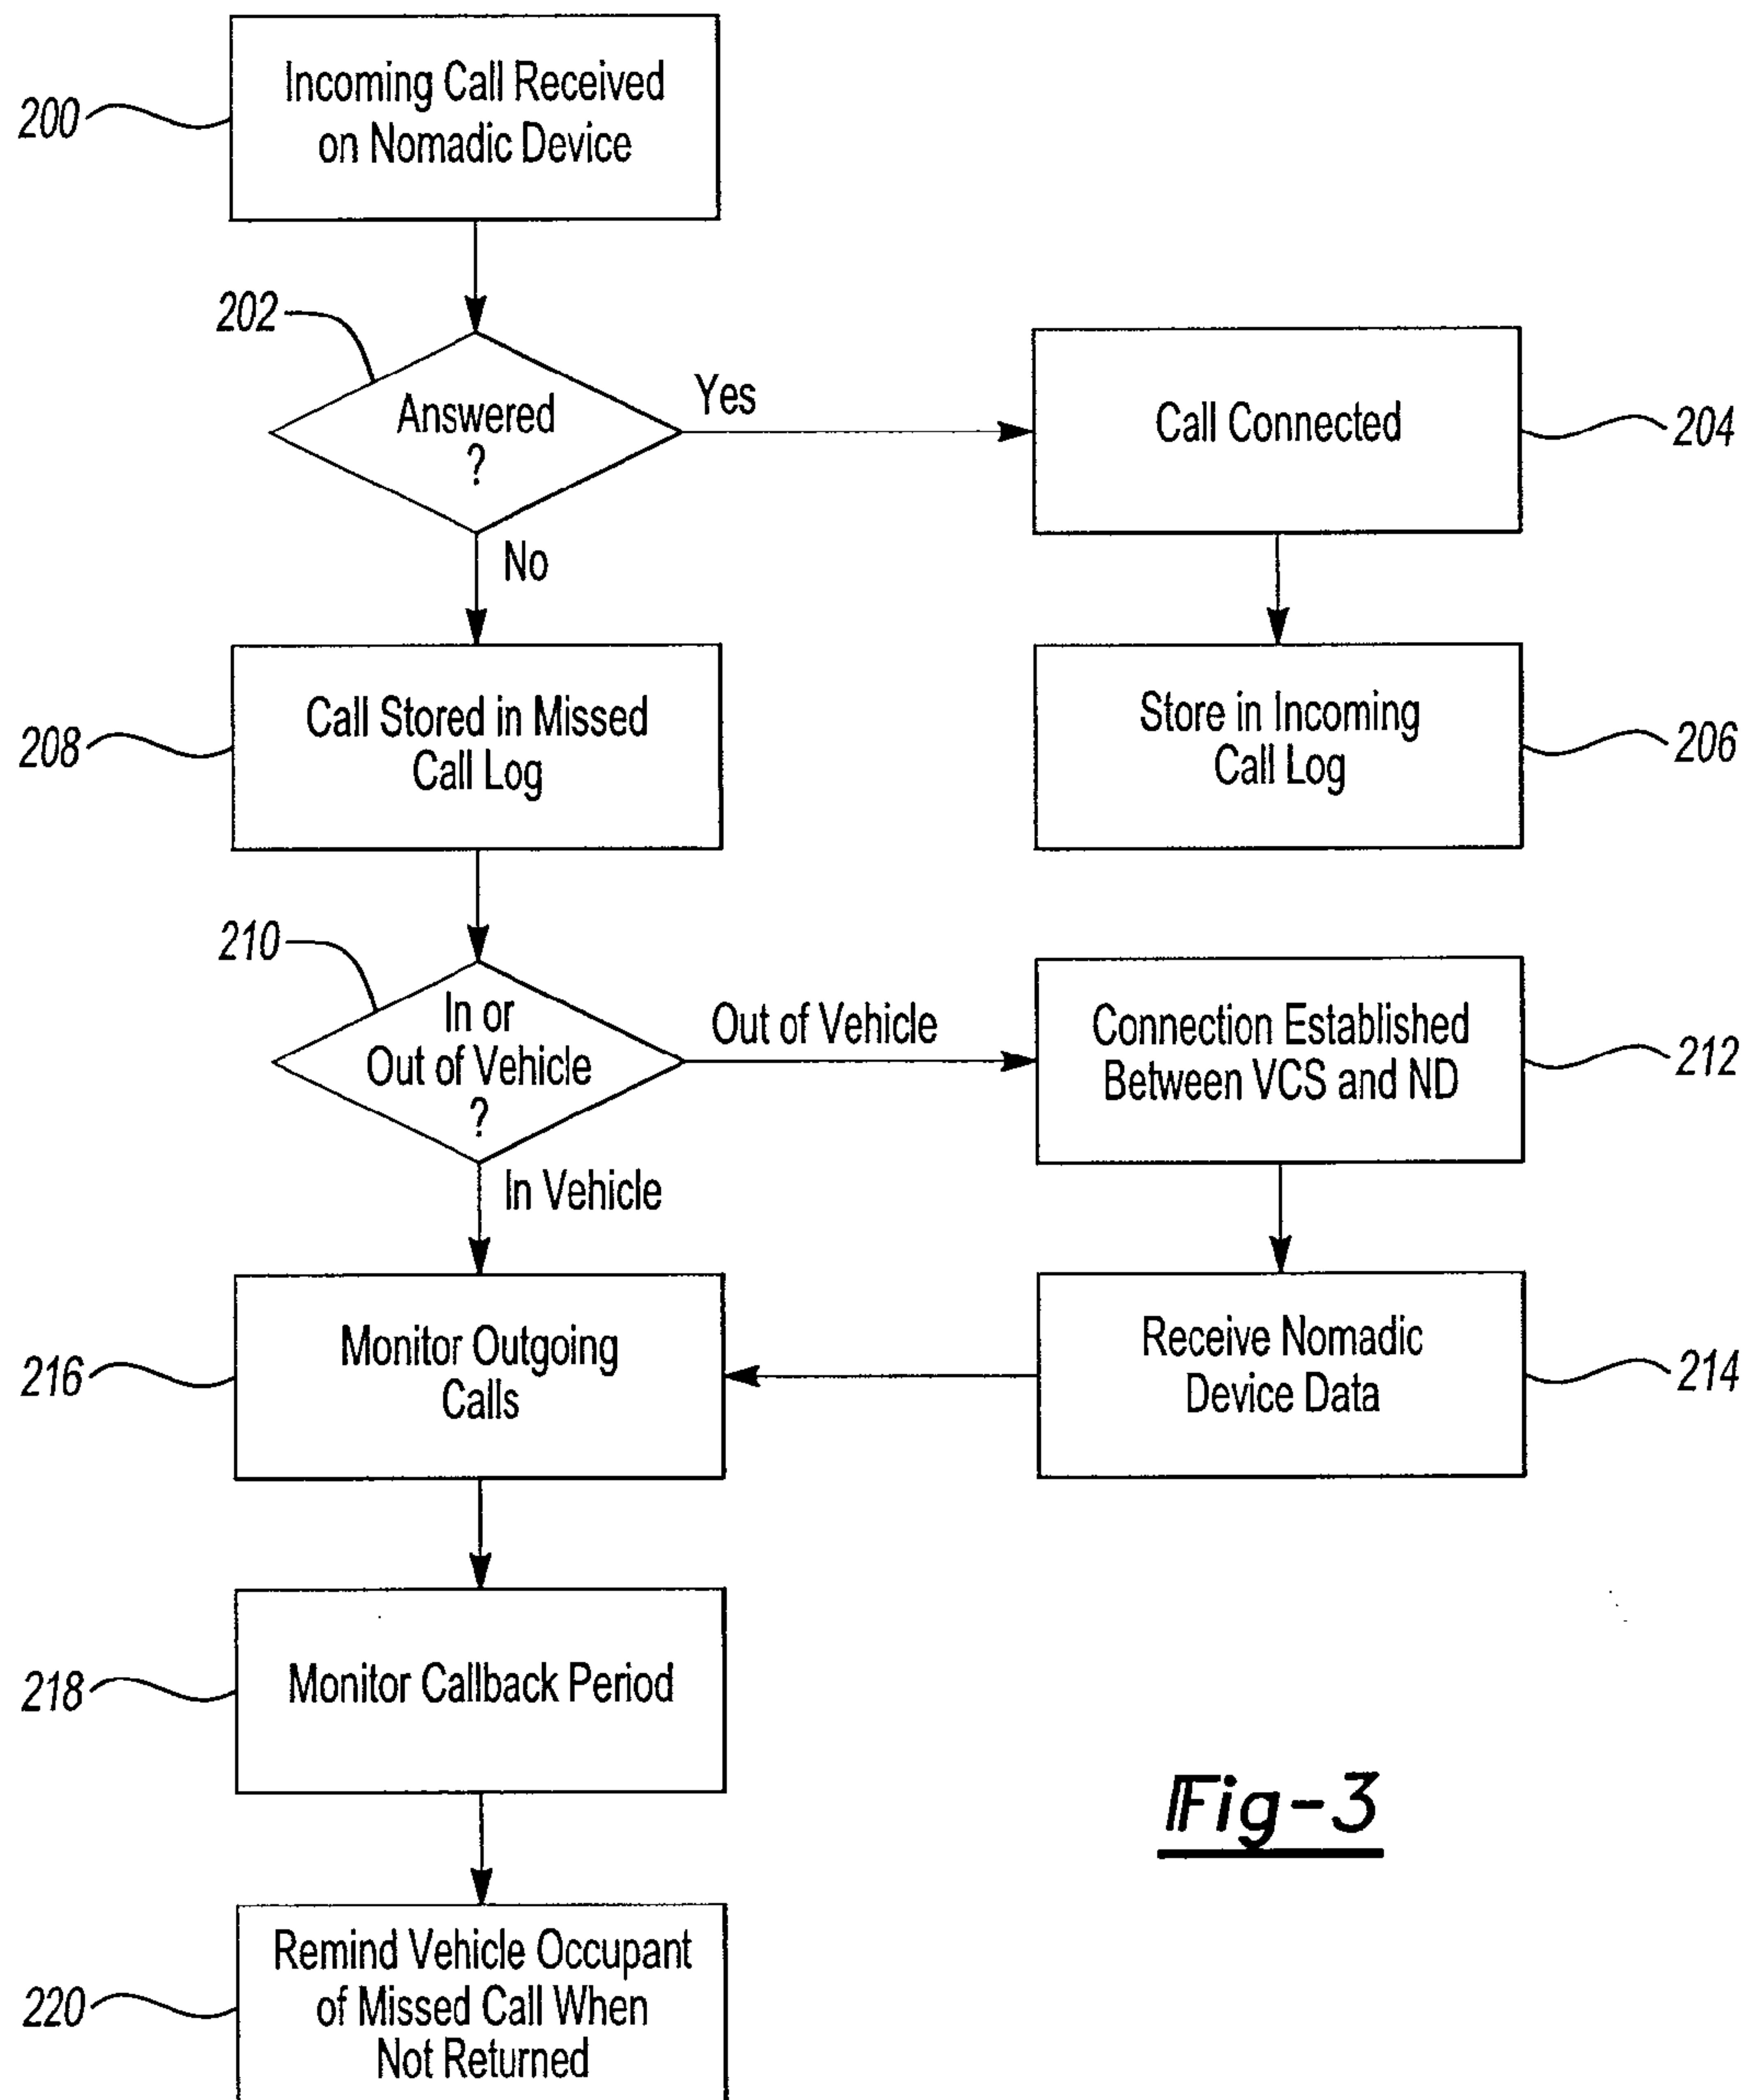 Incoming Call Received
on Nomadic Device
200
202
Answered
?
Yes
Call Connected
204
No
Call Stored in Missed
Call Log
208
Store in Incoming
Call Log
206
210
In or
Out of Vehicle
?
Out of Vehicle
Connection Established
Between VCS and ND
212
In Vehicle
Monitor Outgoing
Calls
216
Receive Nomadic
Device Data
214
Monitor Callback Period
218
Remind Vehicle Occupant
of Missed Call When
Not Returned
220
Fig-3